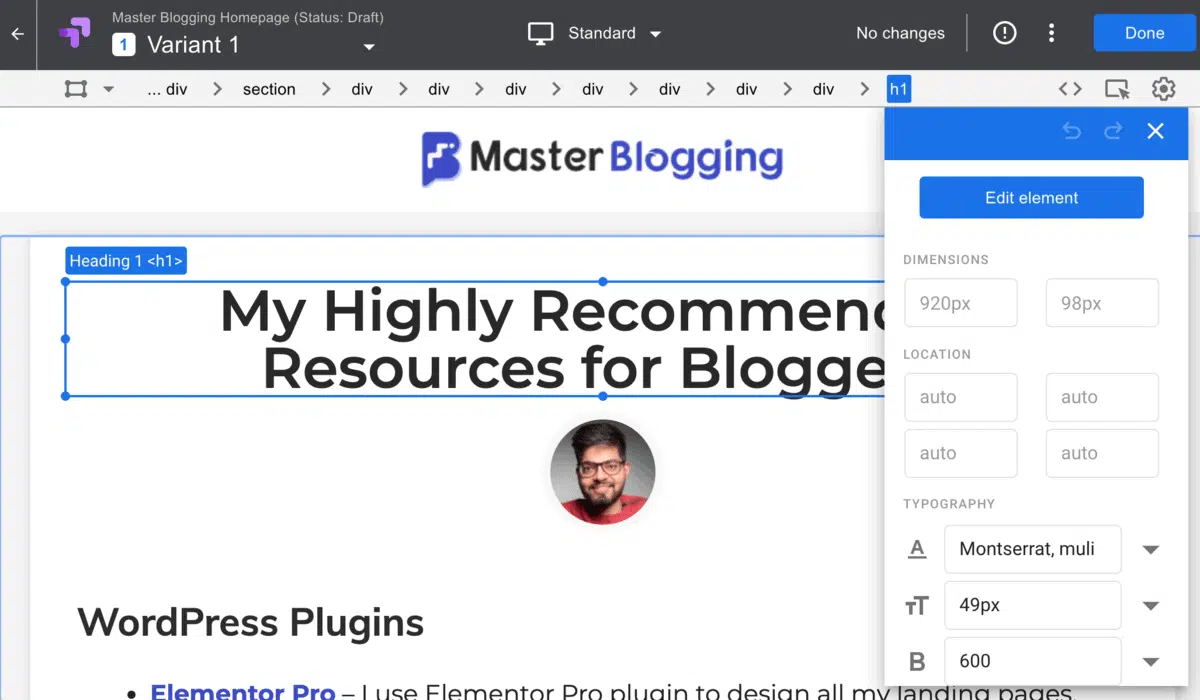 Master Blogging Homepage (Status: Draft)
1 Variant 1
Standard
No changes
Done
... div
section
div
div
div
div
div
div
div
h1
Master Blogging
Edit element
Heading 1 <h1>
DIMENSIONS
My Highly Recommen
920px
98px
LOCATION
Resources for Blogge
auto
auto
auto
auto
TYPOGRAPHY
Montserrat, muli
49px
WordPress Plugins
600
• Elementor Pro – I use Elementor Pro plugin to design all my landing pages.